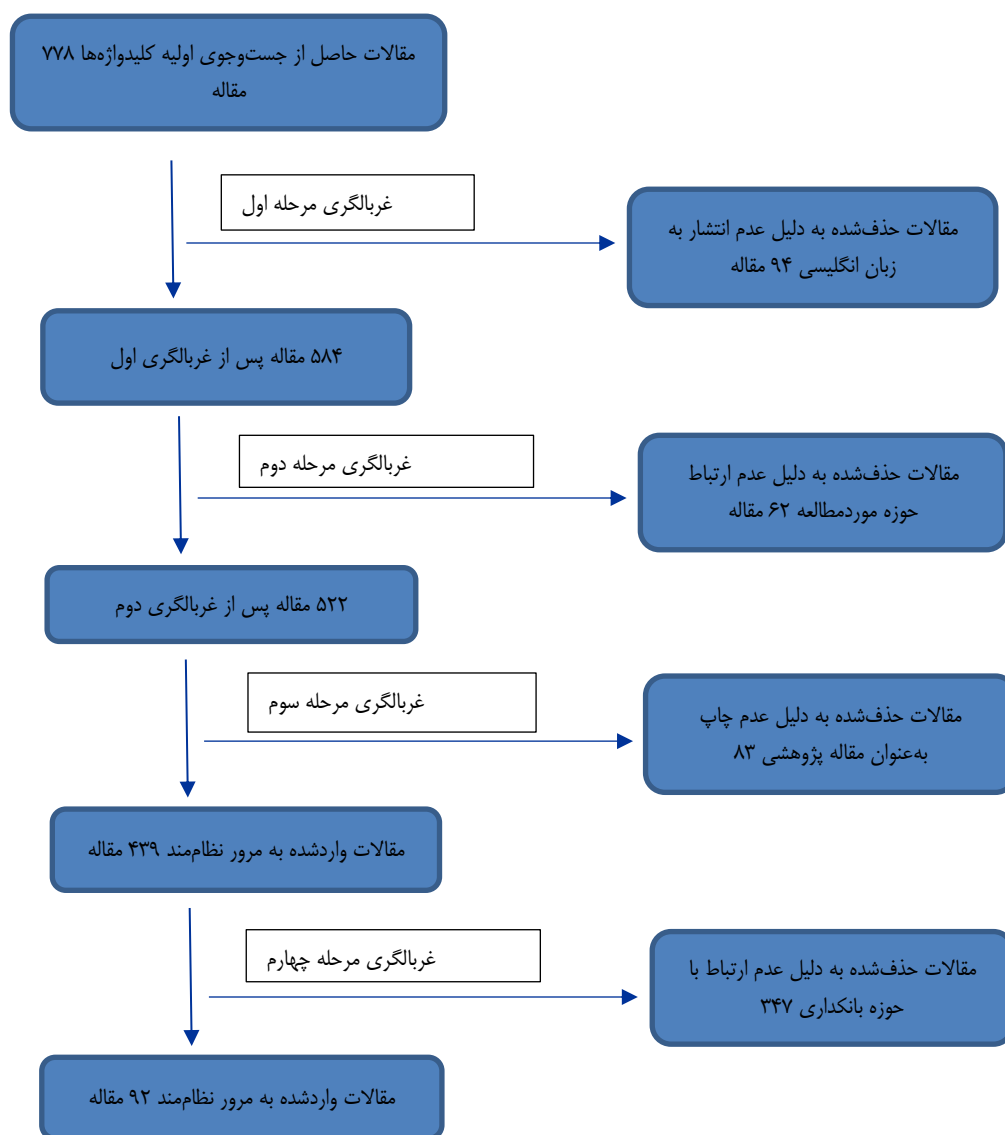 مقالات حاصل از جست‌وجوی اولیه کلیدواژه‌ها ۷۷۸
مقاله
غربالگری مرحله اول
مقالات حذف‌شده به دلیل عدم انتشار به
زبان انگلیسی ۹۴ مقاله
۵۸۴ مقاله پس از غربالگری اول
غربالگری مرحله دوم
مقالات حذف‌شده به دلیل عدم ارتباط
حوزه موردمطالعه ۶۲ مقاله
۵۲۲ مقاله پس از غربالگری دوم
غربالگری مرحله سوم
مقالات حذف‌شده به دلیل عدم چاپ
به‌عنوان مقاله پژوهشی ۸۳
مقالات واردشده به مرور نظام‌مند ۴۳۹ مقاله
غربالگری مرحله چهارم
مقالات حذف‌شده به دلیل عدم ارتباط با
حوزه بانکداری ۳۴۷
مقالات واردشده به مرور نظام‌مند ۹۲ مقاله